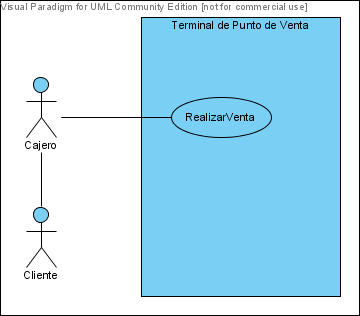 Visual Paradigm for UML Community Edition [not for commercial use]
Terminal de Punto de Venta
RealizarVenta
Cajero
Cliente